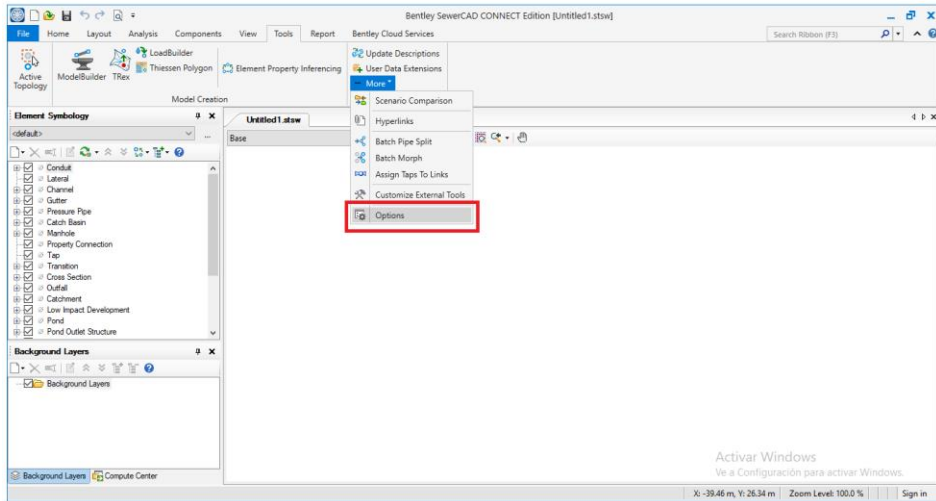 Bentley SewerCAD CONNECT Edition [Untitled1.stsw]
File Home Layout Analysis Components View Tools Report Bentley Cloud Services Search Ribbon (F3)
Active Topology
ModelBuilder
TRex
LoadBuilder
Thiessen Polygon
Element Property Inferencing
Model Creation
Update Descriptions
User Data Extensions
More
Scenario Comparison
Hyperlinks
Batch Pipe Split
Batch Morph
Assign Taps To Links
Customize External Tools
Options
Element Symbology
<default>
Conduit
Lateral
Channel
Gutter
Pressure Pipe
Catch Basin
Manhole
Property Connection
Tap
Transition
Cross Section
Outfall
Catchment
Low Impact Development
Pond
Pond Outlet Structure
Untitled1.stsw
Base
Background Layers
Background Layers
Background Layers Compute Center
Activar Windows
Ve a Configuración para activar Windows.
X: -39.46 m, Y: 26.34 m Zoom Level: 100.0 % Sign in